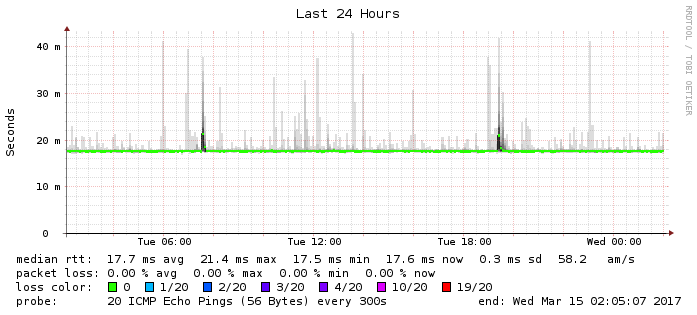 Last 24 Hours
RRDTOOL / TOBI OETIKER
Seconds
40 m
30 m
20 m
10 m
0
Tue 06:00 Tue 12:00 Tue 18:00 Wed 00:00
median rtt: 17.7 ms avg 21.4 ms max 17.5 ms min 17.6 ms now 0.3 ms sd 58.2 am/s
packet loss: 0.00 % avg 0.00 % max 0.00 % min 0.00 % now
loss color: 0 1/20 2/20 3/20 4/20 10/20 19/20
probe: 20 ICMP Echo Pings (56 Bytes) every 300s end: Wed Mar 15 02:05:07 2017